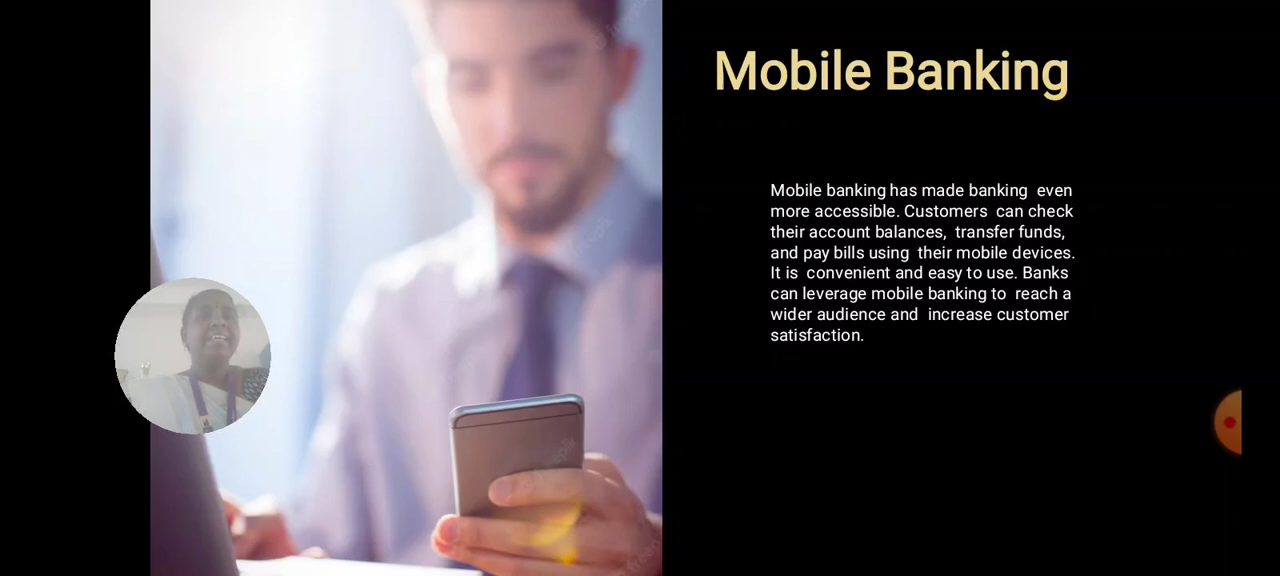 Mobile Banking
Mobile banking has made banking even
more accessible. Customers can check
their account balances, transfer funds,
and pay bills using their mobile devices.
It is convenient and easy to use. Banks
can leverage mobile banking to reach a
wider audience and increase customer
satisfaction.